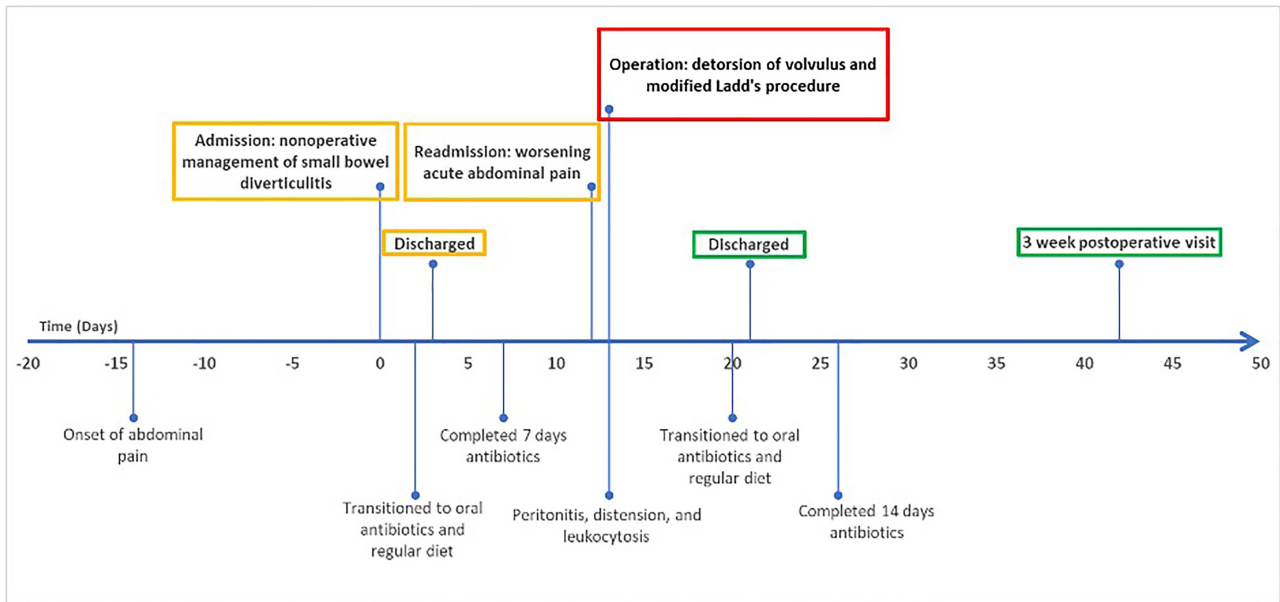 Operation: detorsion of volvulus and
modified Ladd's procedure
Admission: nonoperative
management of small bowel
diverticulitis
Readmission: worsening
acute abdominal pain
Discharged
Discharged
3 week postoperative visit
Time (Days)
-20 -15 -10 -5 0 5 10 15 20 25 30 35 40 45 50
Onset of abdominal
pain
Completed 7 days
antibiotics
Transitioned to oral
antibiotics and
regular diet
Transitioned to oral
antibiotics and
regular diet
Peritonitis, distension, and
leukocytosis
Completed 14 days
antibiotics